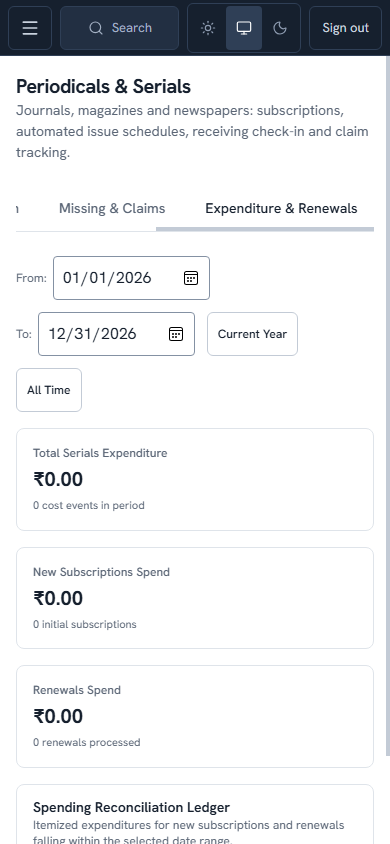 Search
Sign out
Periodicals & Serials
Journals, magazines and newspapers: subscriptions,
automated issue schedules, receiving check-in and claim
tracking.
Missing & Claims
Expenditure & Renewals
From: 01/01/2026
To: 12/31/2026
Current Year
All Time
Total Serials Expenditure
₹0.00
0 cost events in period
New Subscriptions Spend
₹0.00
0 initial subscriptions
Renewals Spend
₹0.00
0 renewals processed
Spending Reconciliation Ledger
Itemized expenditures for new subscriptions and renewals
falling within the selected date range.